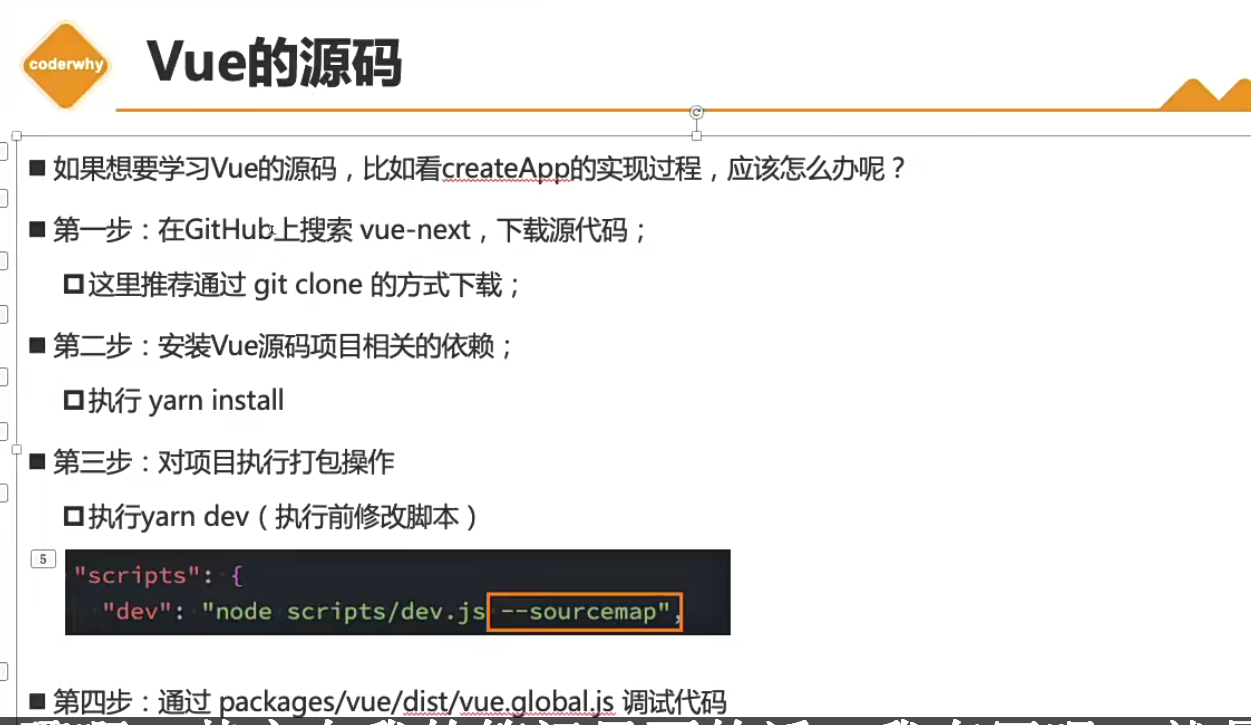 coderwhy
Vue的源码
如果想要学习Vue的源码，比如看createApp的实现过程，应该怎么办呢？
第一步：在GitHub上搜索 vue-next，下载源代码；
这里推荐通过 git clone 的方式下载；
第二步：安装Vue源码项目相关的依赖；
执行 yarn install
第三步：对项目执行打包操作
执行yarn dev（执行前修改脚本）
5
"scripts": {
"dev": "node scripts/dev.js --sourcemap",
第四步：通过 packages/vue/dist/vue.global.js 调试代码